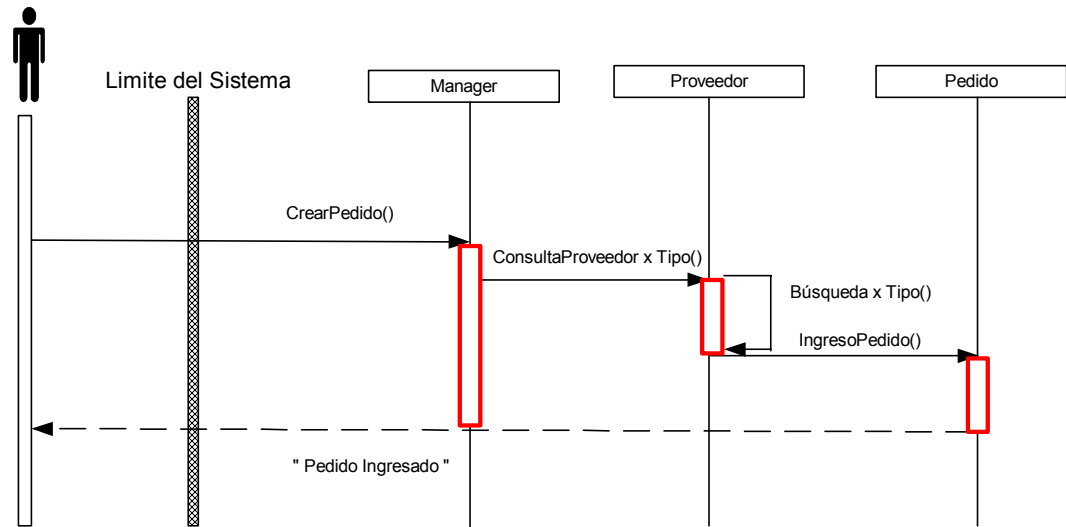 Limite del Sistema
Manager
Proveedor
Pedido
CrearPedido()
ConsultaProveedor x Tipo()
Búsqueda x Tipo()
IngresoPedido()
" Pedido Ingresado "